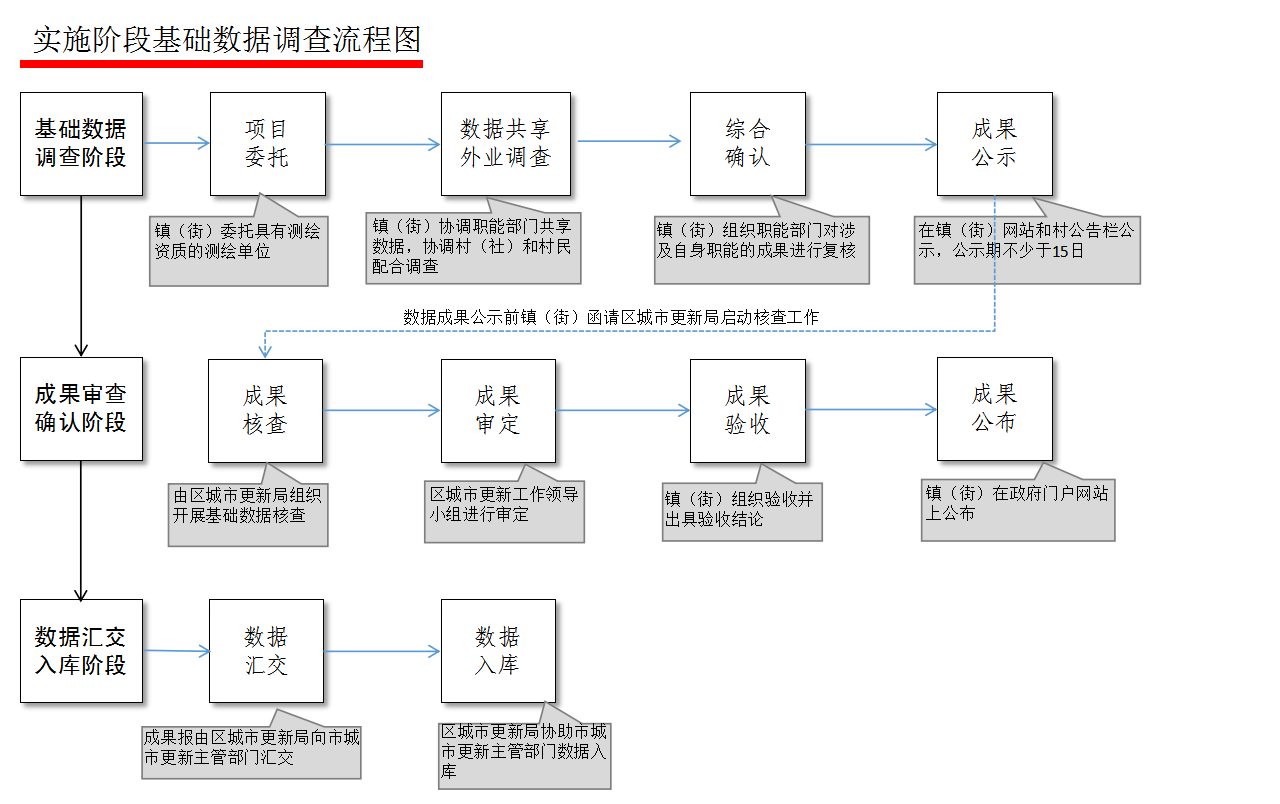 实施阶段基础数据调查流程图
基础数据
调查阶段
项目
委托
数据共享
外业调查
综合
确认
成果
公示
镇（街）委托具有测绘
资质的测绘单位
镇（街）协调职能部门共享
数据，协调村（社）和村民
配合调查
镇（街）组织职能部门对涉
及自身职能的成果进行复核
在镇（街）网站和村公告栏公
示，公示期不少于15日
数据成果公示前镇（街）函请区城市更新局启动核查工作
成果审查
确认阶段
成果
核查
成果
审定
成果
验收
成果
公布
由区城市更新局组织
开展基础数据核查
区城市更新工作领导
小组进行审定
镇（街）组织验收并
出具验收结论
镇（街）在政府门户网站
上公布
数据汇交
入库阶段
数据
汇交
数据
入库
成果报由区城市更新局向市城
市更新主管部门汇交
区城市更新局协助市城
市更新主管部门数据入
库